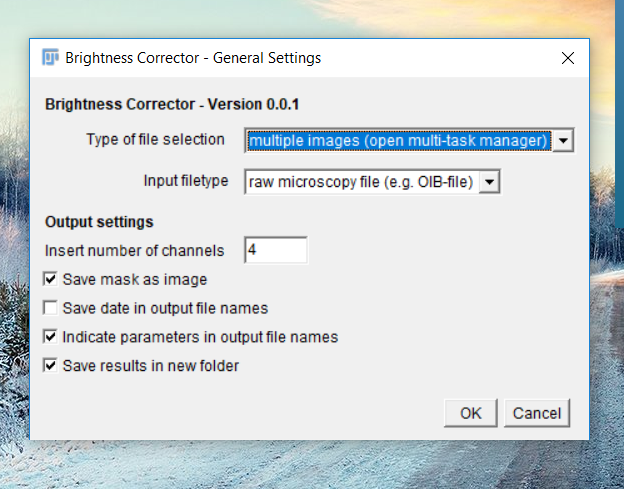 Brightness Corrector - General Settings
Brightness Corrector - Version 0.0.1
Type of file selection multiple images (open multi-task manager)
Input filetype raw microscopy file (e.g. OIB-file)
Output settings
Insert number of channels 4
Save mask as image
Save date in output file names
Indicate parameters in output file names
Save results in new folder
OK Cancel